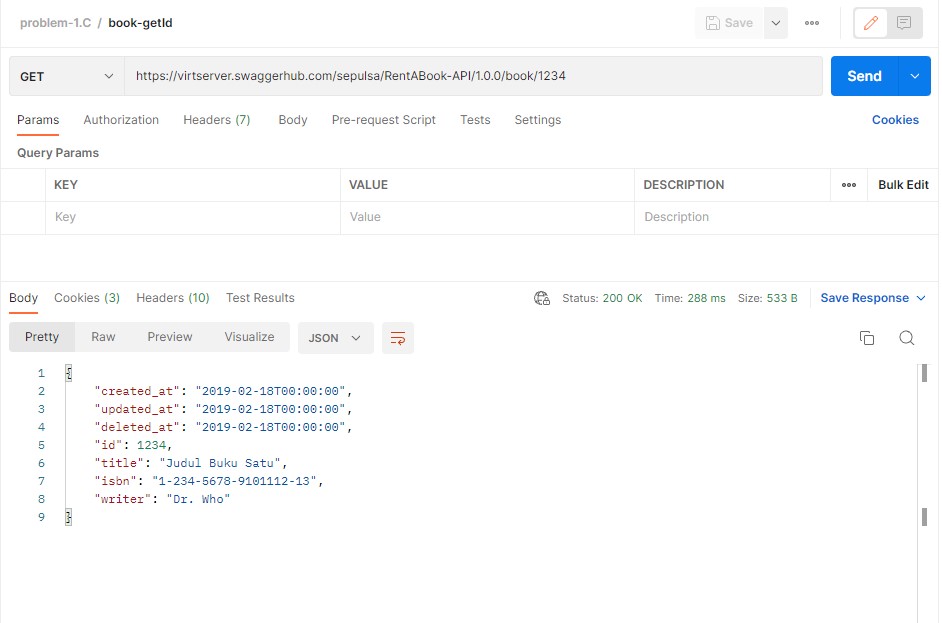 problem-1.C / book-getId
Save
GET
https://virtserver.swaggerhub.com/sepulsa/RentABook-API/1.0.0/book/1234
Send
Params Authorization Headers (7) Body Pre-request Script Tests Settings Cookies
Query Params
KEY VALUE DESCRIPTION Bulk Edit
Key Value Description
Body Cookies (3) Headers (10) Test Results Status: 200 OK Time: 288 ms Size: 533 B Save Response
Pretty Raw Preview Visualize JSON
1 {
2 "created_at": "2019-02-18T00:00:00",
3 "updated_at": "2019-02-18T00:00:00",
4 "deleted_at": "2019-02-18T00:00:00",
5 "id": 1234,
6 "title": "Judul Buku Satu",
7 "isbn": "1-234-5678-9101112-13",
8 "writer": "Dr. Who"
9 }